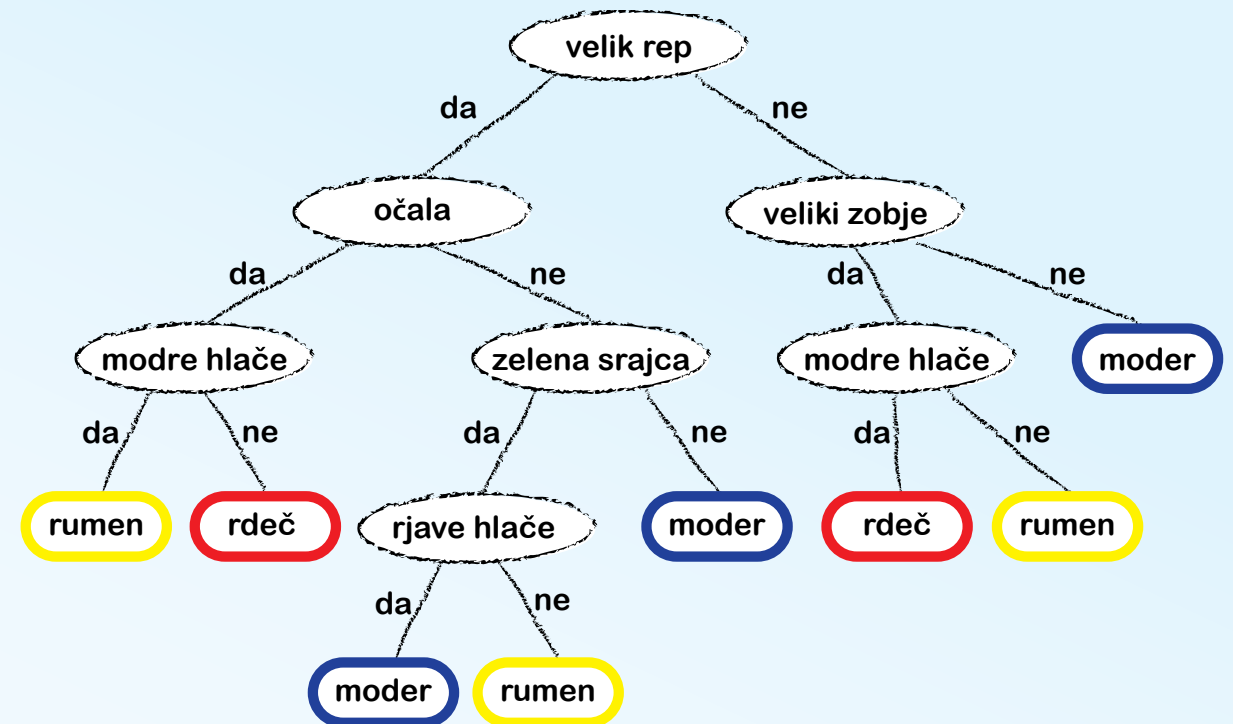 velik rep
da
ne
očala
veliki zobje
da
ne
da
ne
modre hlače
zelena srajca
modre hlače
moder
da
ne
da
ne
da
ne
rumen
rdeč
rjave hlače
moder
rdeč
rumen
da
ne
moder
rumen